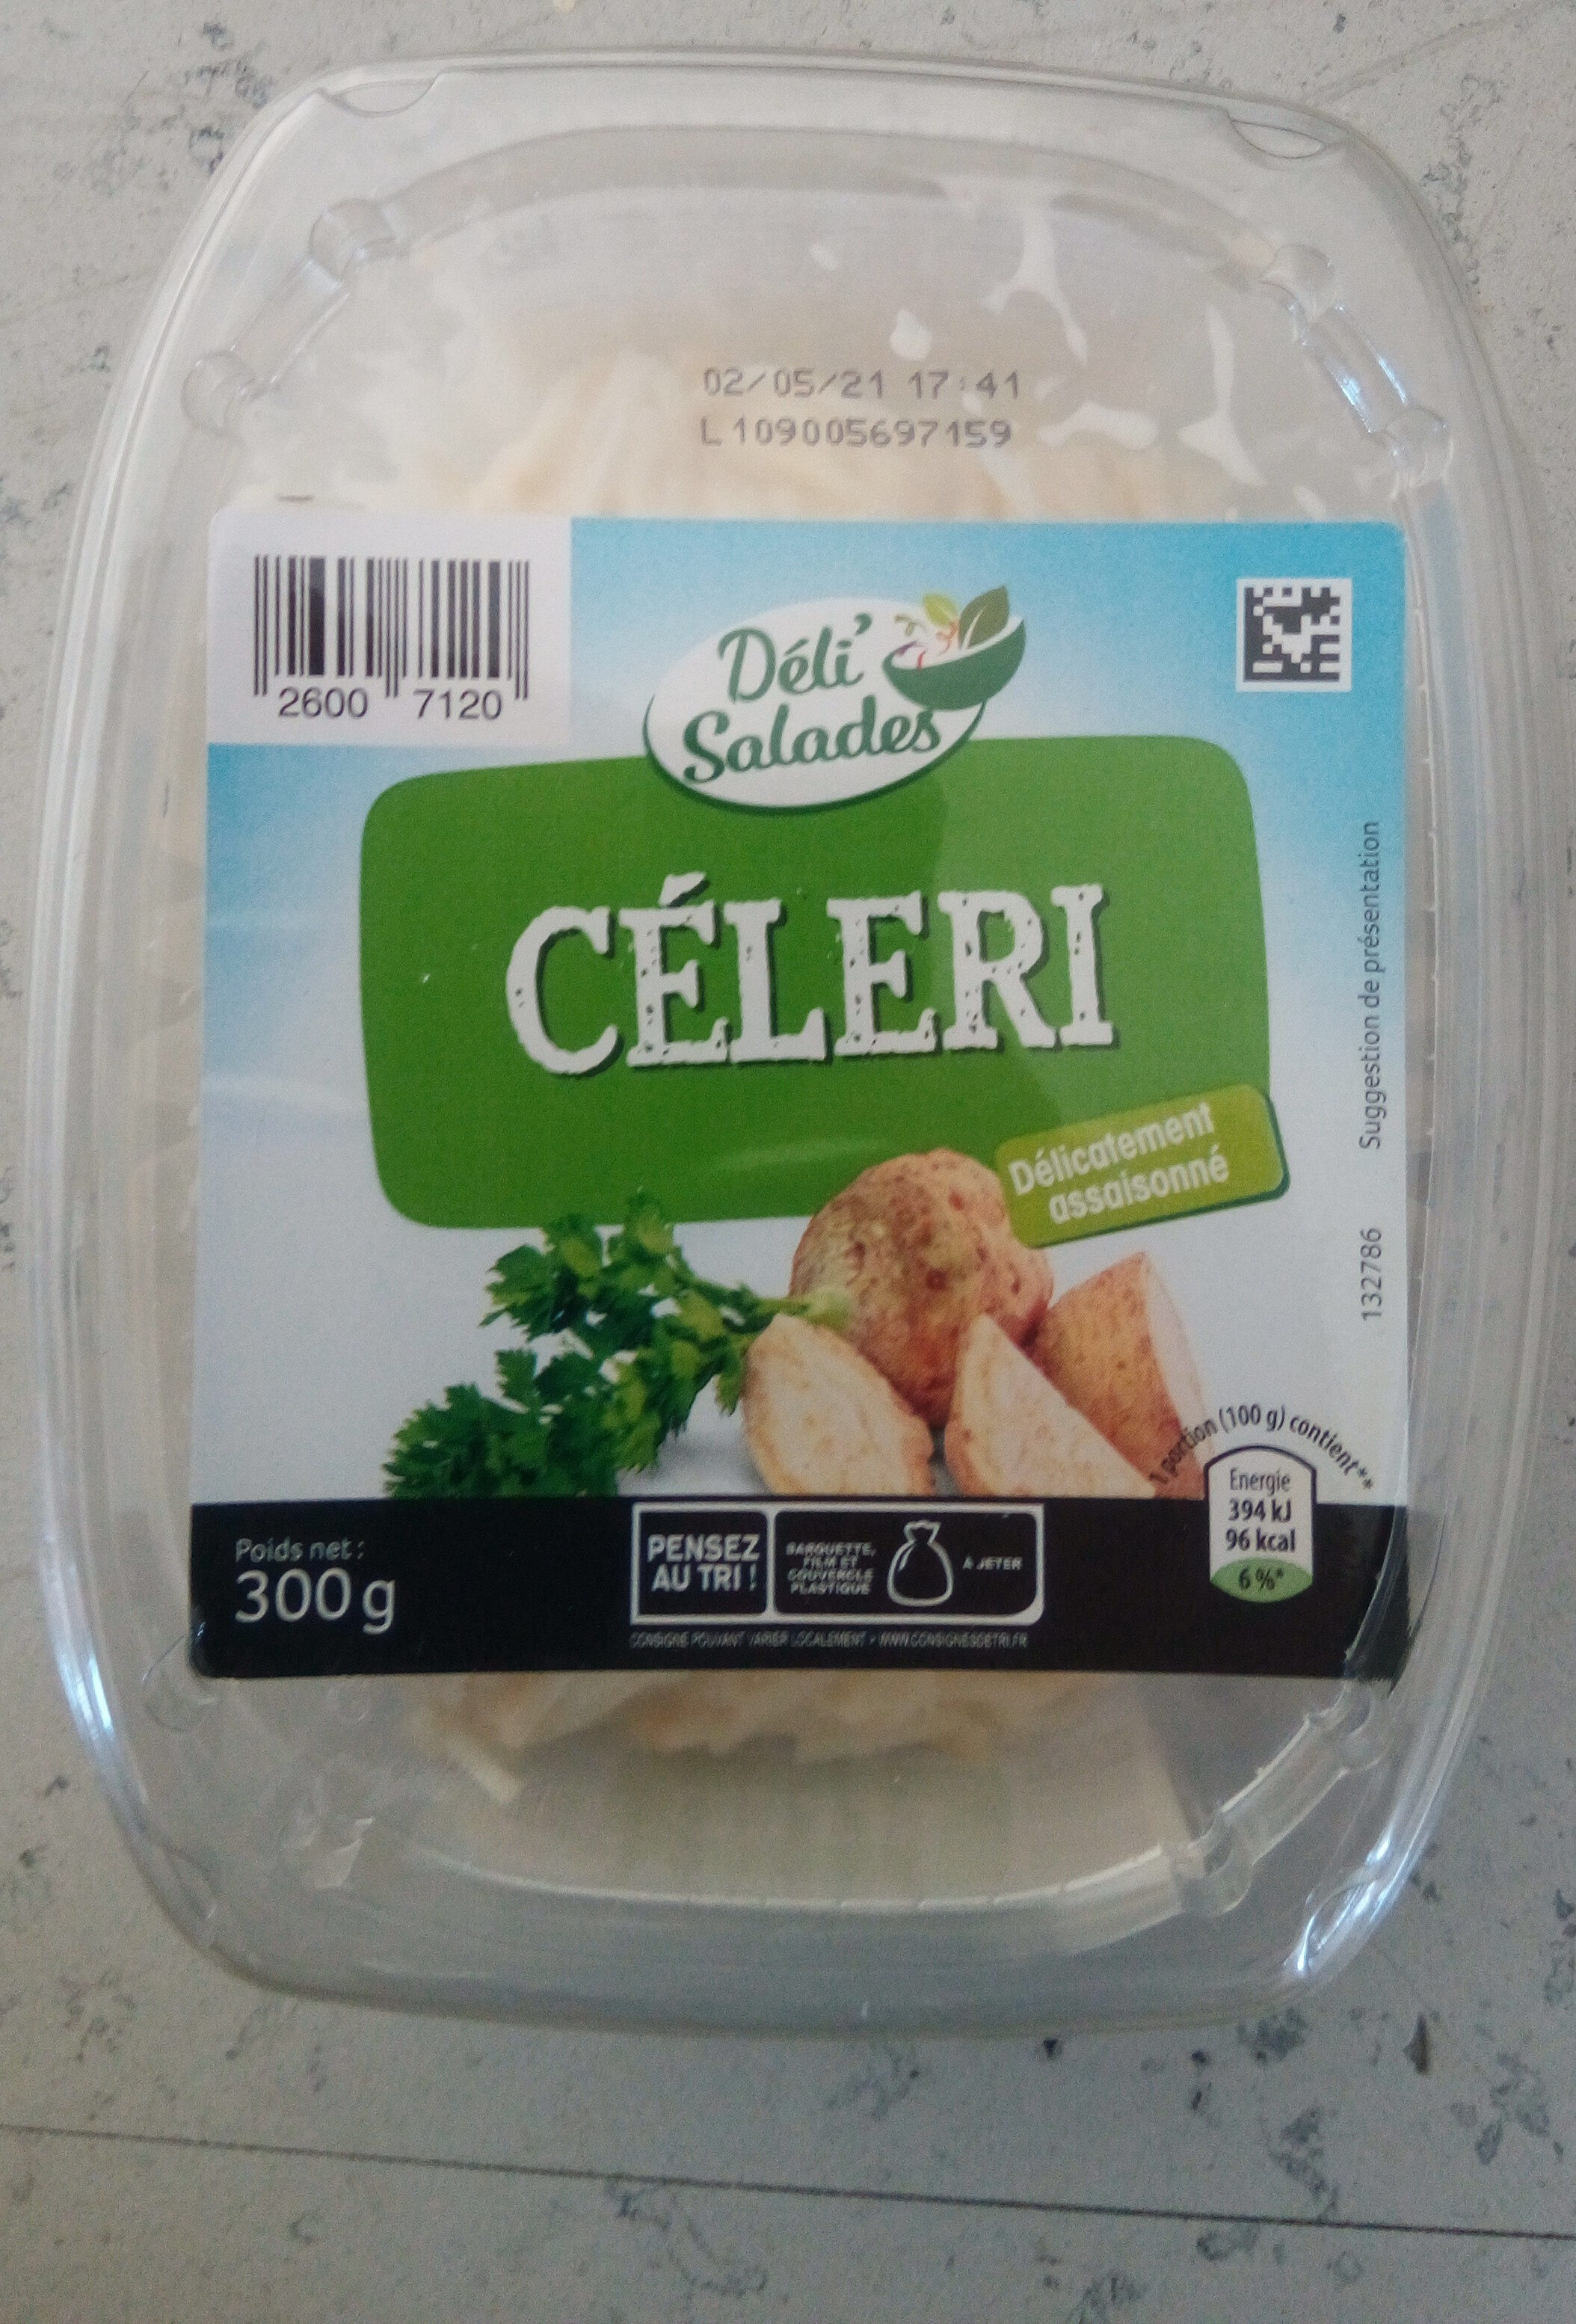 02/05/21 17:41
L109005697159
2600 7120
Déli'
Salades
CÉLERI
Délicatement
assaisonné
Suggestion de présentation
132786
1 portion (100 g) contient**
Energie
394 kJ
96 kcal
6%*
Poids net :
300 g
PENSEZ
AU TRI !
BARQUETTE,
FILM ET
COUVERCLE
PLASTIQUE
À JETER
CONSIGNE POUVANT VARIER LOCALEMENT > WWW.CONSIGNESDETRI.FR